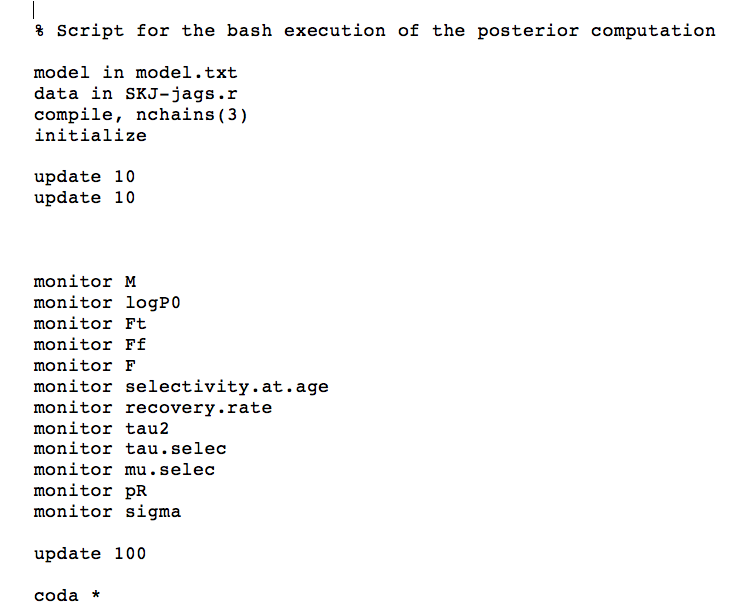 % Script for the bash execution of the posterior computation
model in model.txt
data in SKJ-jags.r
compile, nchains(3)
initialize
update 10
update 10
monitor M
monitor logP0
monitor Ft
monitor Ff
monitor F
monitor selectivity.at.age
monitor recovery.rate
monitor tau2
monitor tau.selec
monitor mu.selec
monitor pR
monitor sigma
update 100
coda *